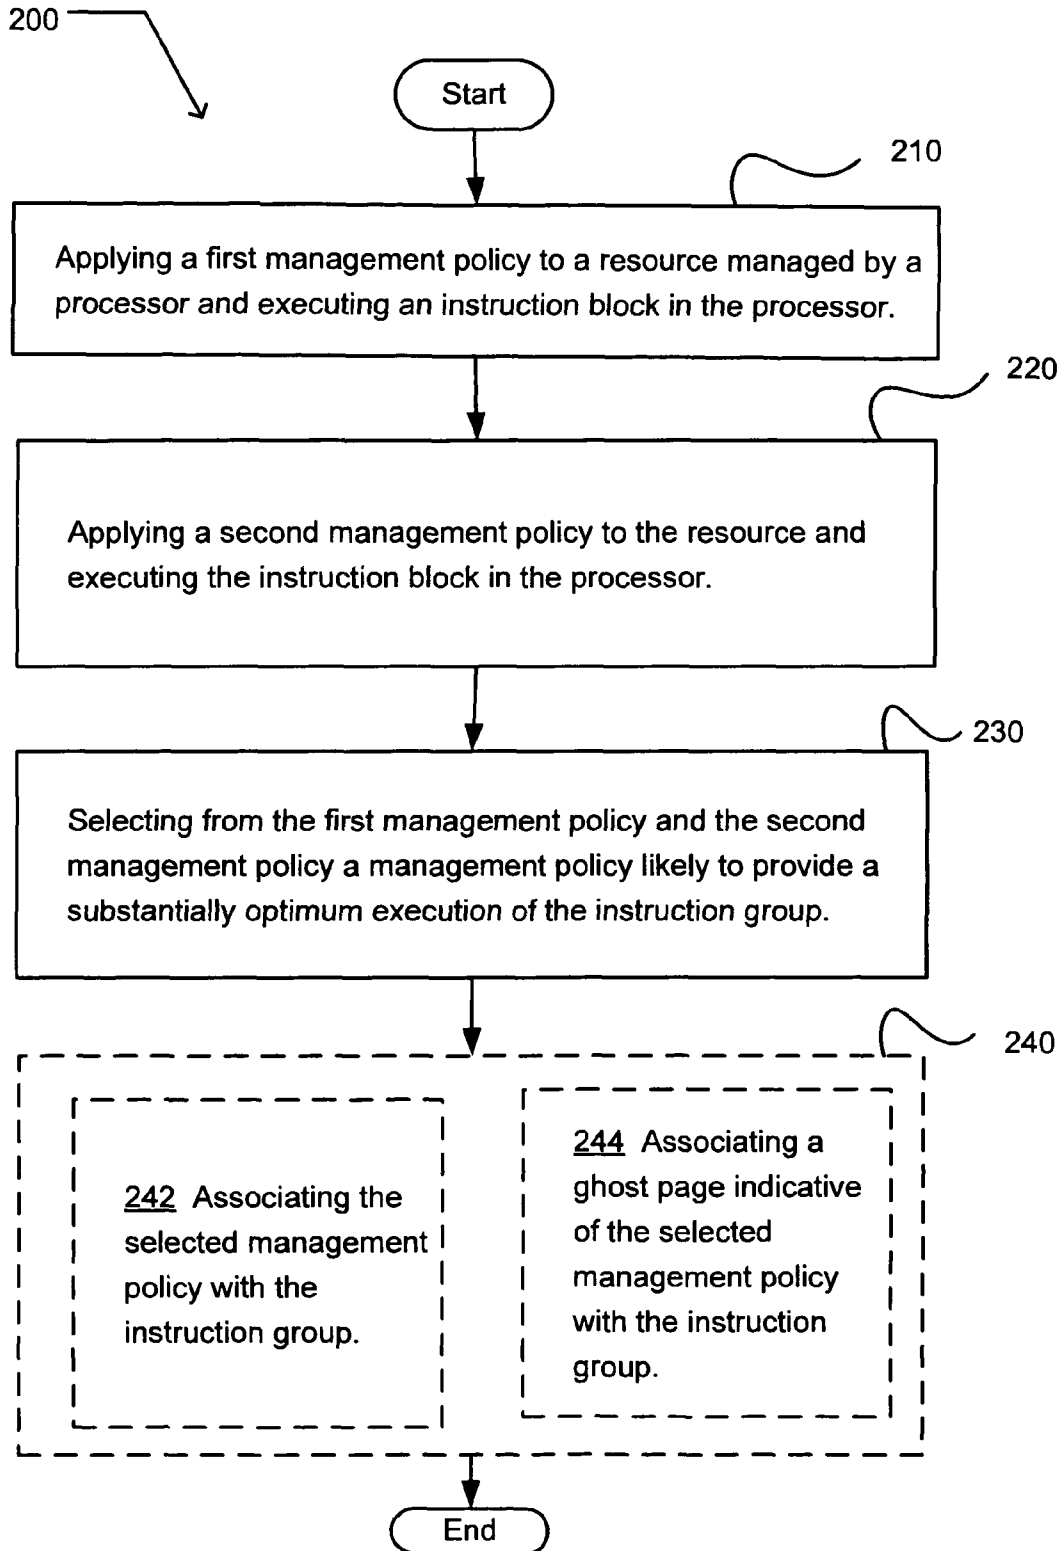 200
Start
210
Applying a first management policy to a resource managed by a
processor and executing an instruction block in the processor.
220
Applying a second management policy to the resource and
executing the instruction block in the processor.
230
Selecting from the first management policy and the second
management policy a management policy likely to provide a
substantially optimum execution of the instruction group.
240
242 Associating the
selected management
policy with the
instruction group.
244 Associating a
ghost page indicative
of the selected
management policy
with the instruction
group.
End